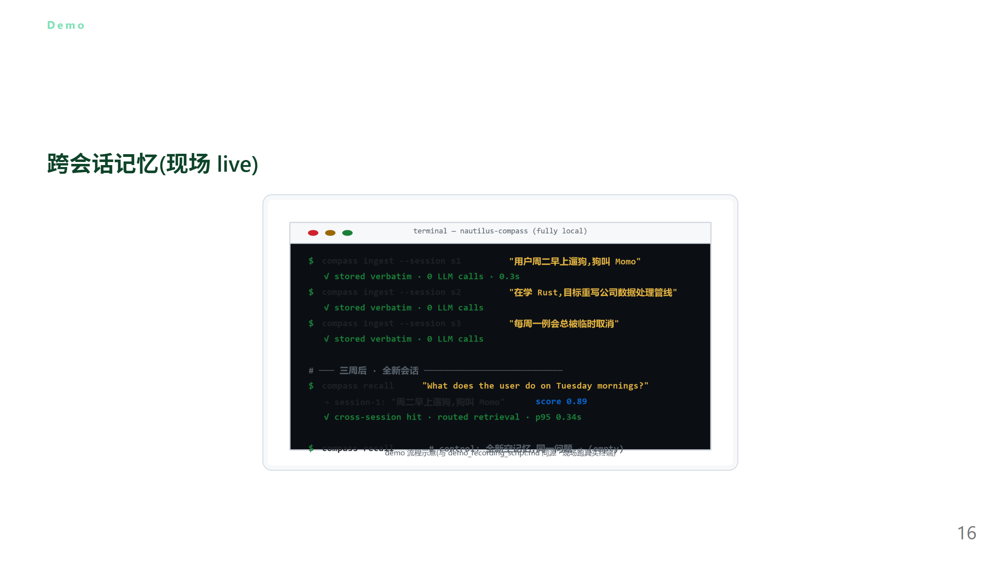 Demo
跨会话记忆(现场 live)
terminal — nautilus-compass (fully local)
$ compass ingest --session s1 "用户周二早上遛狗,狗叫 Momo"
√ stored verbatim · 0 LLM calls · 0.3s
$ compass ingest --session s2 "在学 Rust,目标重写公司数据处理管线"
√ stored verbatim · 0 LLM calls
$ compass ingest --session s3 "每周一例会总被临时取消"
√ stored verbatim · 0 LLM calls
# ─── 三周后 · 全新会话 ───────────────────────────
$ compass recall "What does the user do on Tuesday mornings?"
→ session-1: "周二早上遛狗,狗叫 Momo" score 0.89
√ cross-session hit · routed retrieval · p95 0.34s
$ compass recall # control: 全新空记忆,同一问题 → (empty)
demo 流程示意(与 demo_recording_script.md 同源 · 现场跑真实终端)
16